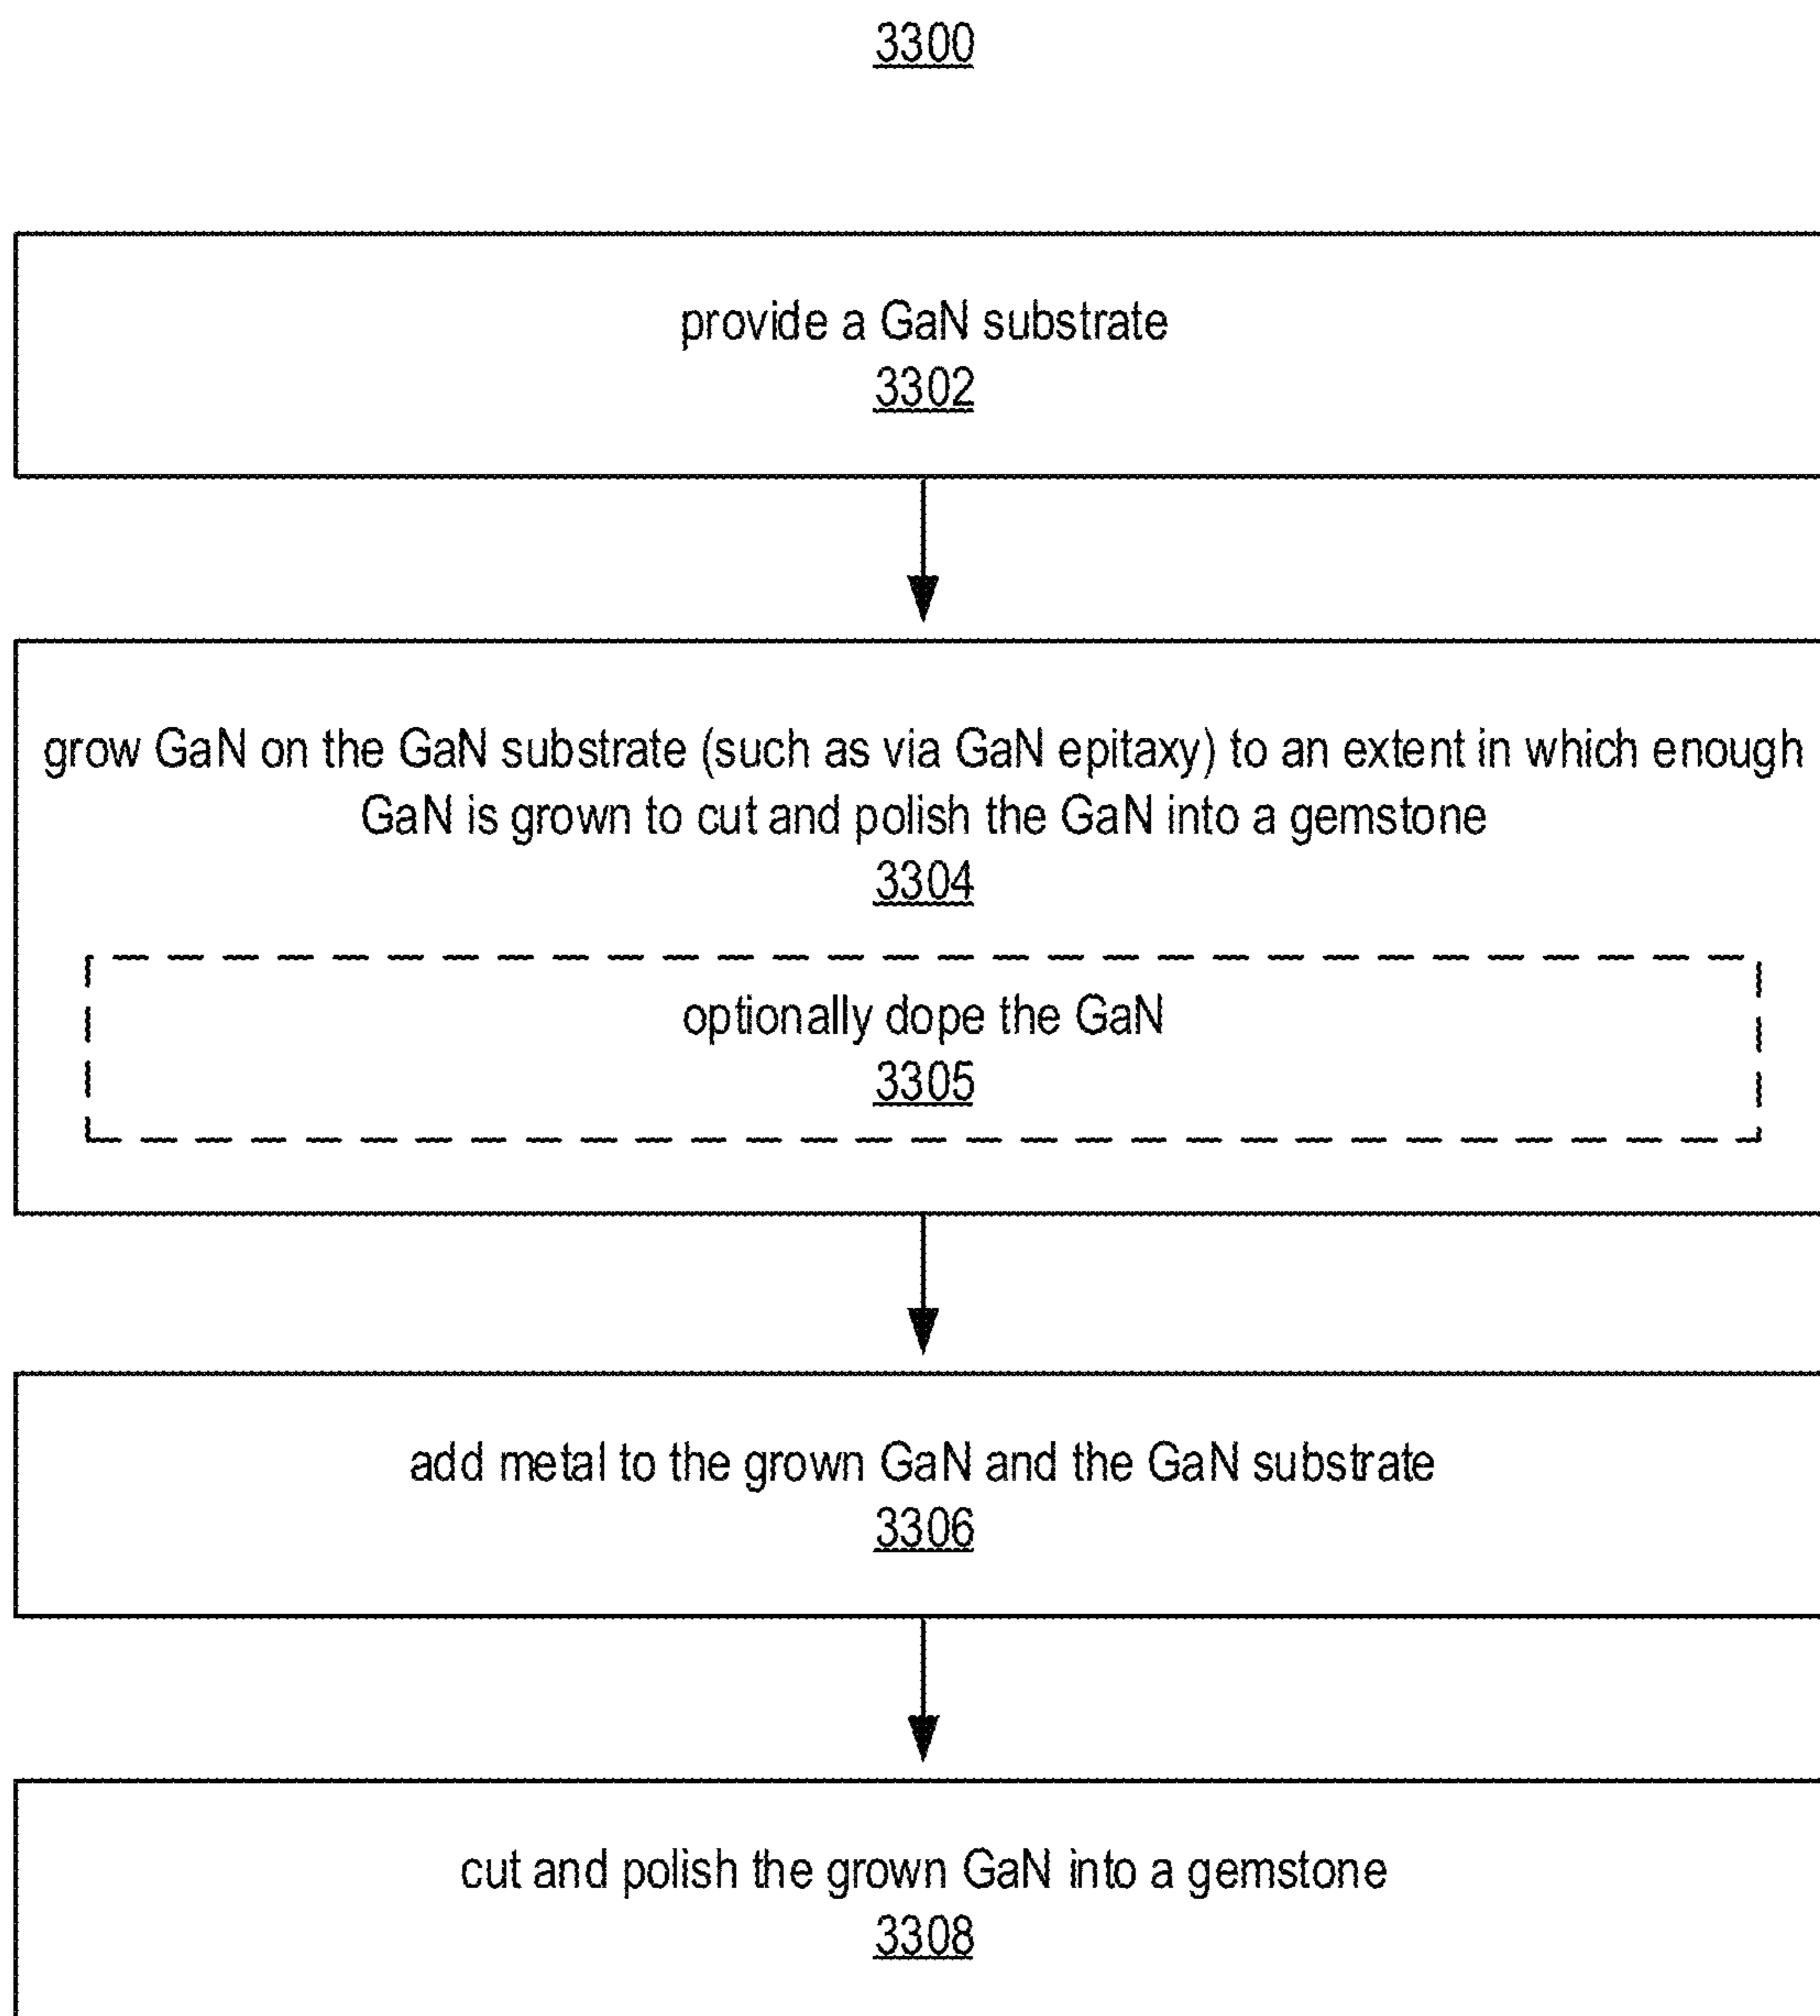 3300
provide a GaN substrate
3302
grow GaN on the GaN substrate (such as via GaN epitaxy) to an extent in which enough
GaN is grown to cut and polish the GaN into a gemstone
3304
optionally dope the GaN
3305
add metal to the grown GaN and the GaN substrate
3306
cut and polish the grown GaN into a gemstone
3308